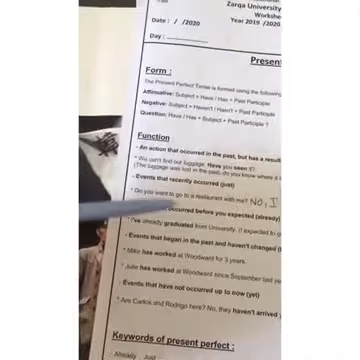 Zarqa University
Date : / /2020
Workshe
Year 2019 /2020
Day :
Present
Form :
The Present Perfect Tense is formed using the following
Affirmative: Subject + Have / Has + Past Participle
Negative: Subject + Haven't / Hasn't + Past Participle
Question: Have / Has + Subject + Past Participle ?
Function :
- An action that occurred in the past, but has a result
* We can't find our luggage. Have you seen it?
(The luggage was lost in the past, do you know where it
- Events that recently occurred (just)
* Do you want to go to a restaurant with me? No, I
occurred before you expected (already)
* I've already graduated from University. (I expected to g
- Events that began in the past and haven't changed (
* Mike has worked at Woodward for 3 years.
* Julie has worked at Woodward since September last ye
- Events that have not occurred up to now (yet)
* Are Carlos and Rodrigo here? No, they haven't arrived
Keywords of present perfect :
Already Just